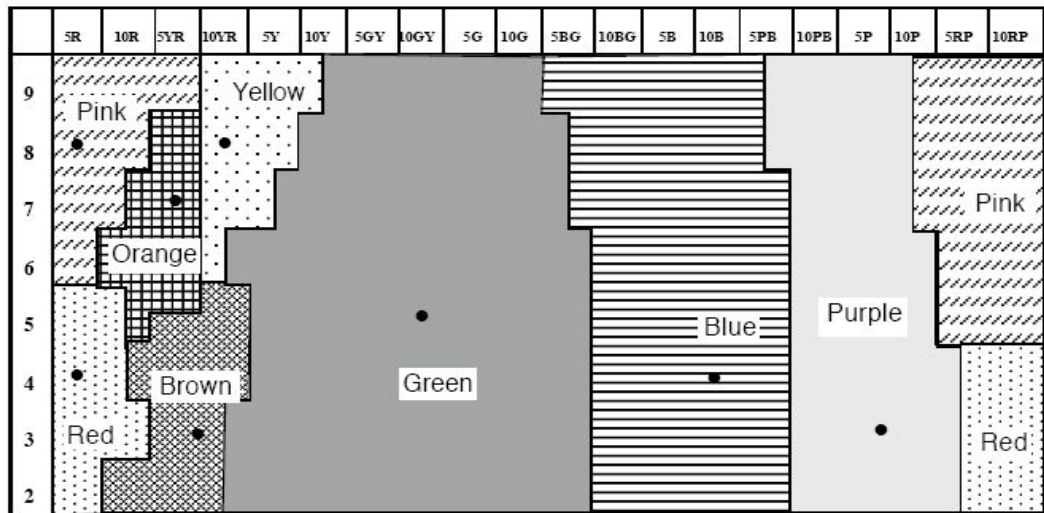 5R 10R 5YR 10YR 5Y 10Y 5GY 10GY 5G 10G 5BG 10BG 5B 10B 5PB 10PB 5P 10P 5RP 10RP
9 Yellow
Pink
8
7 Pink
Orange
6
5 Blue Purple
4 Brown Green
3 Red Red
2